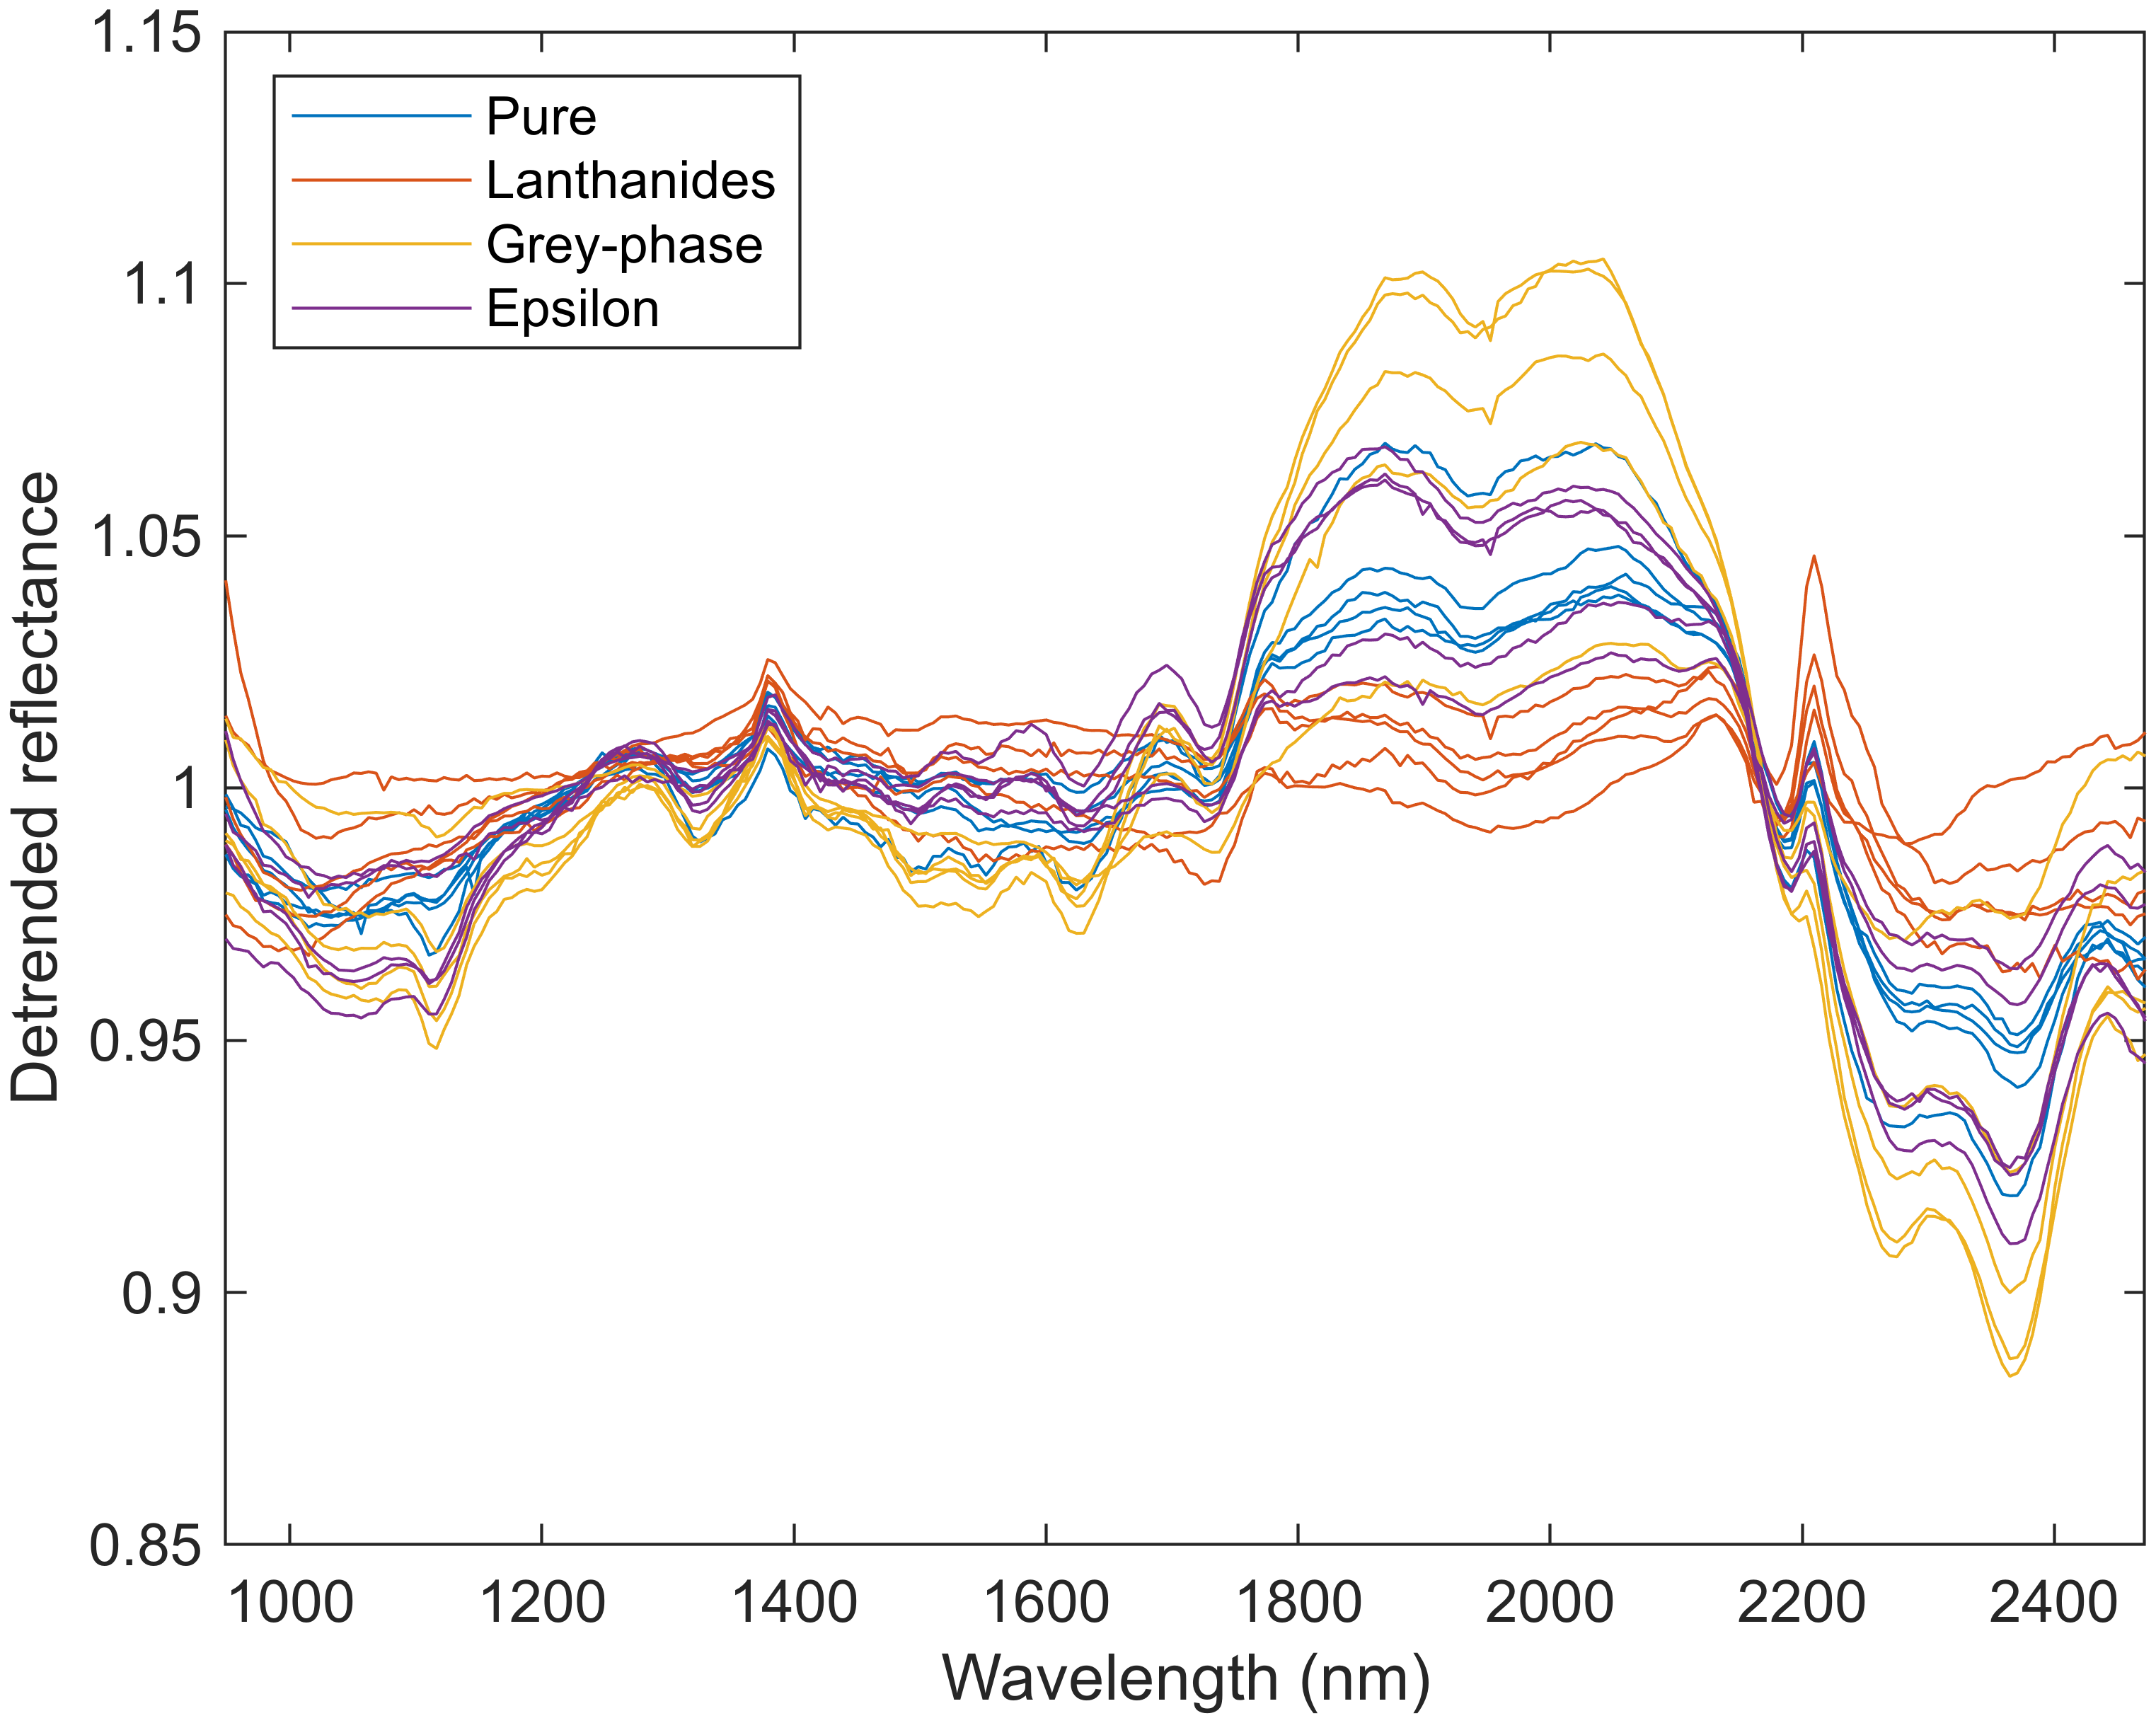 1.15
1.1
1.05
1
0.95
0.9
0.85
Detrended reflectance
Pure
Lanthanides
Grey-phase
Epsilon
1000 1200 1400 1600 1800 2000 2200 2400
Wavelength (nm)